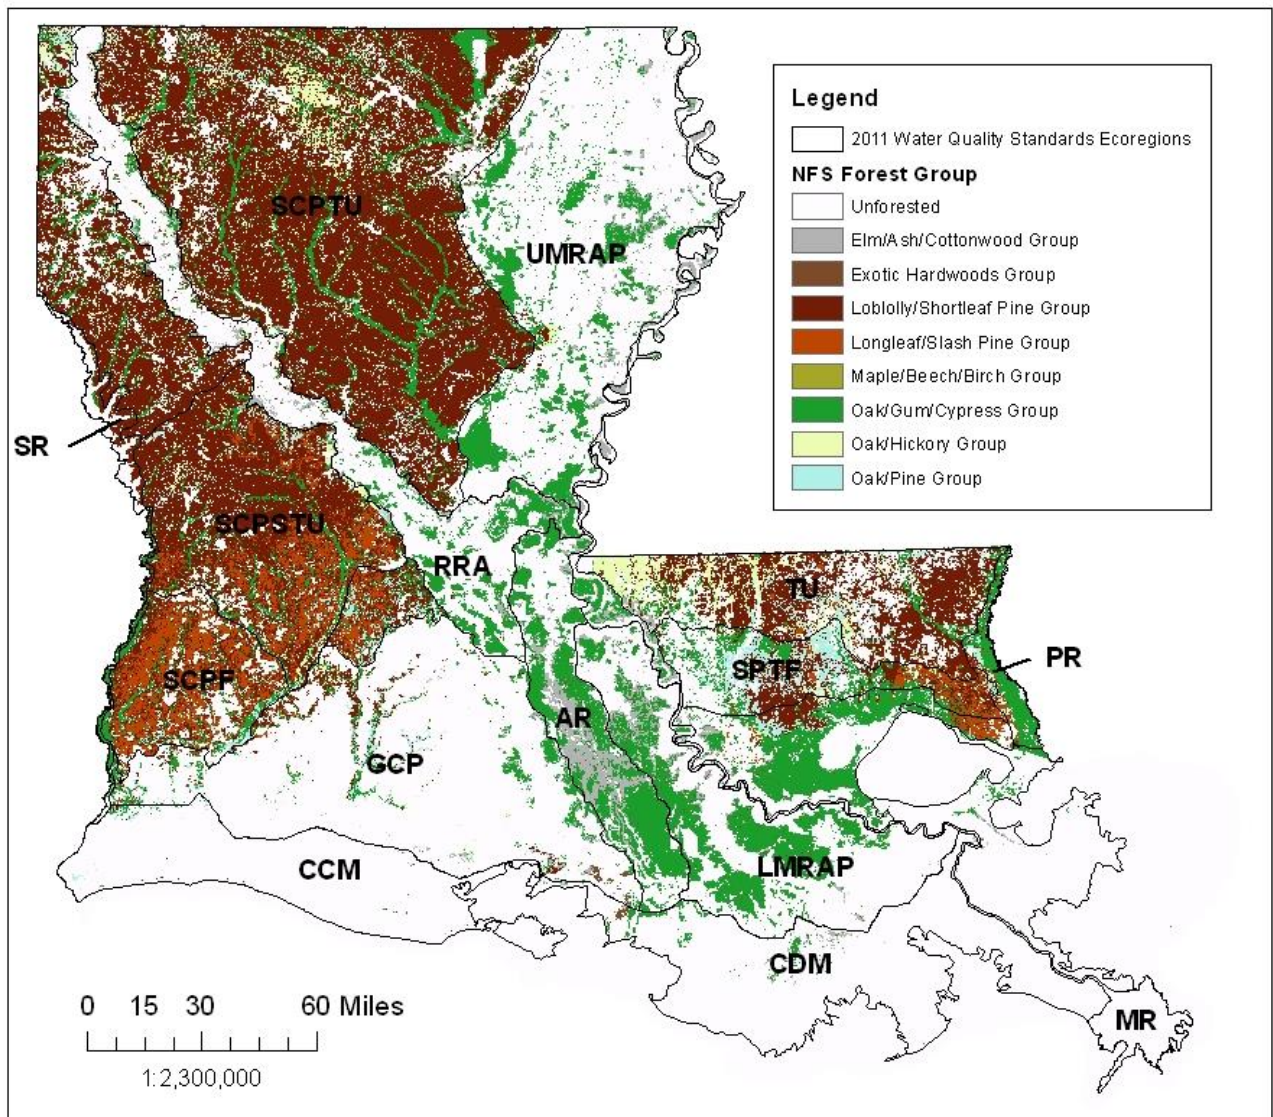 Legend
2011 Water Quality Standards Ecoregions
NFS Forest Group
Unforested
Elm/Ash/Cottonwood Group
Exotic Hardwoods Group
Loblolly/Shortleaf Pine Group
Longleaf/Slash Pine Group
Maple/Beech/Birch Group
Oak/Gum/Cypress Group
Oak/Hickory Group
Oak/Pine Group
SCPTU
UMRAP
SR
SCPSTU
RRA
TU
PR
SPTF
SCPF
AR
GCP
CCM
LMRAP
CDM
MR
0 15 30 60 Miles
1:2,300,000